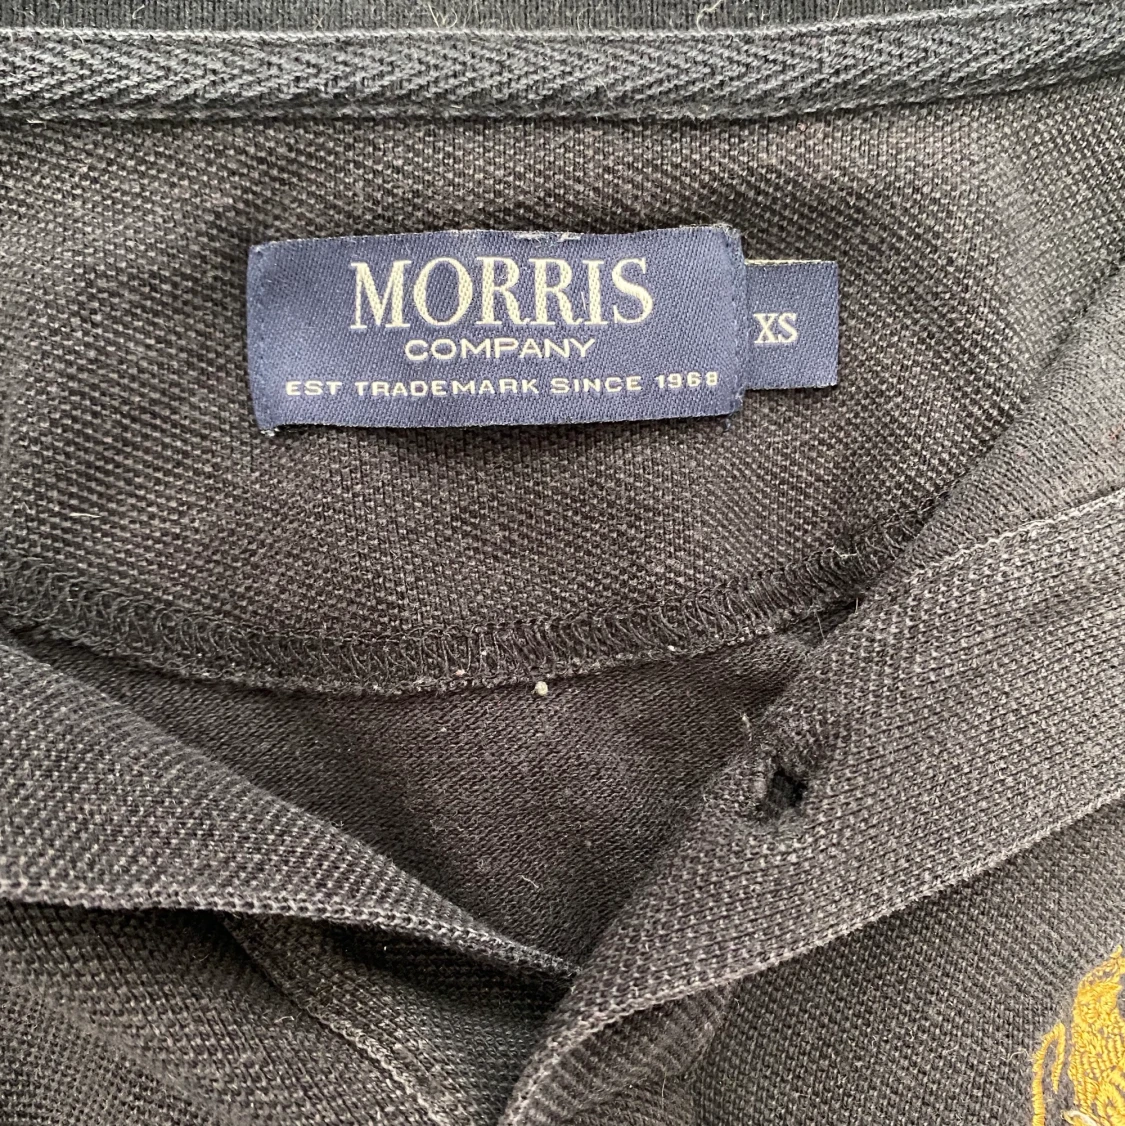 MORRIS
COMPANY
EST TRADEMARK SINCE 1968
XS